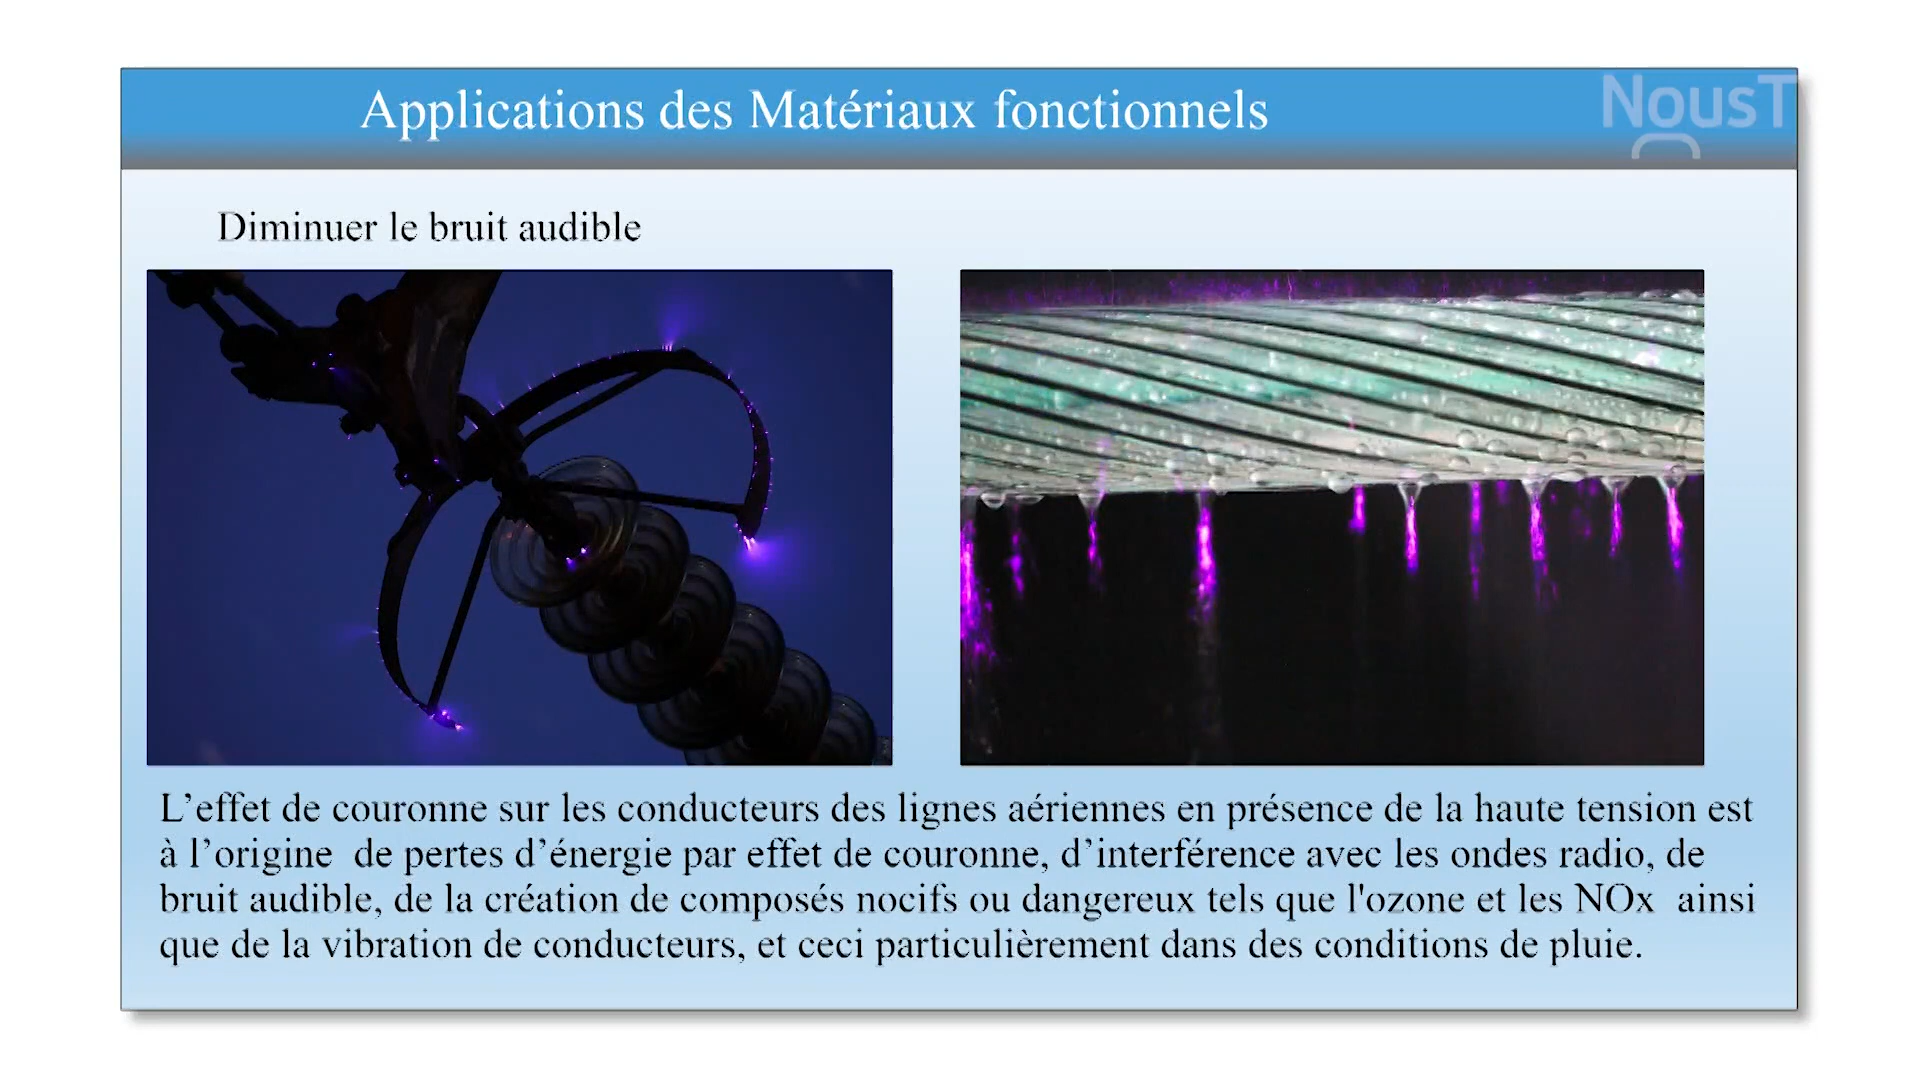 Applications des Matériaux fonctionnels
NousT
Diminuer le bruit audible
L’effet de couronne sur les conducteurs des lignes aériennes en présence de la haute tension est
à l’origine de pertes d’énergie par effet de couronne, d’interférence avec les ondes radio, de
bruit audible, de la création de composés nocifs ou dangereux tels que l'ozone et les NOx ainsi
que de la vibration de conducteurs, et ceci particulièrement dans des conditions de pluie.